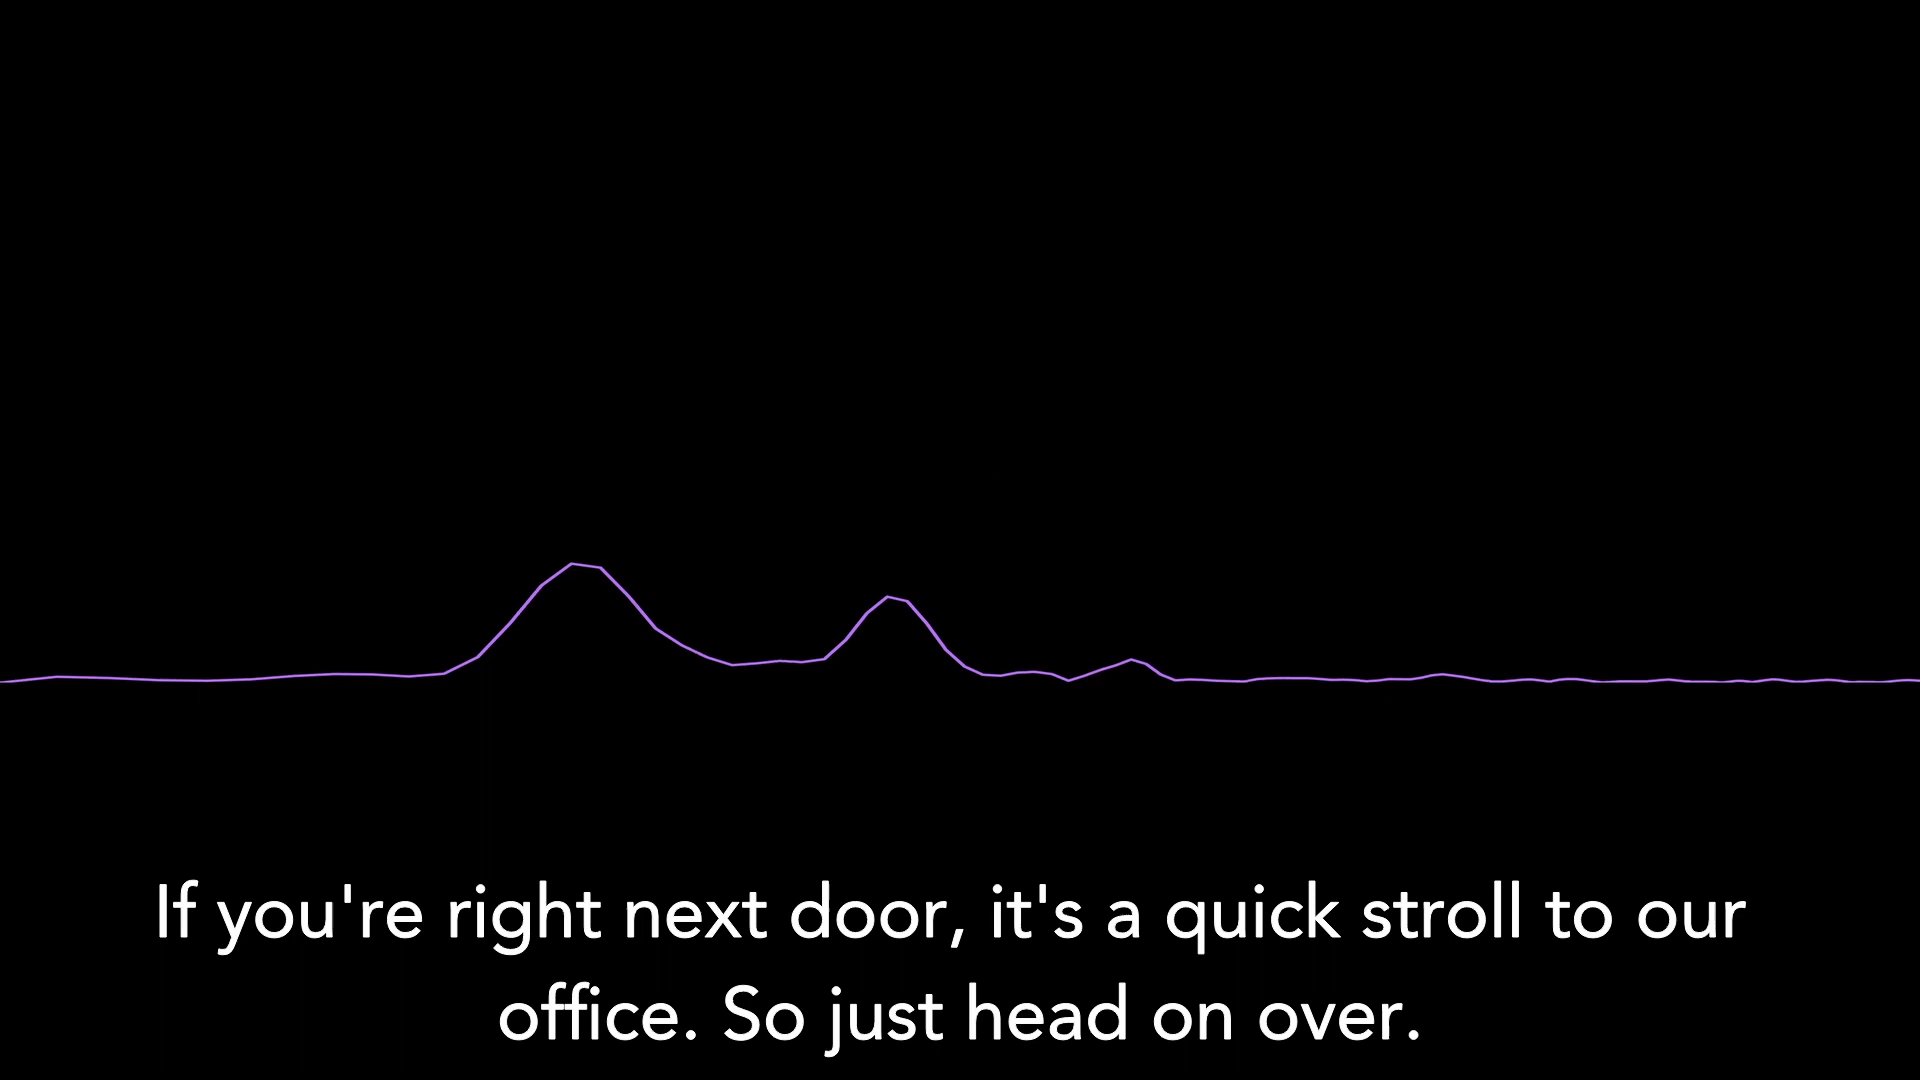 If you're right next door, it's a quick stroll to our
office. So just head on over.